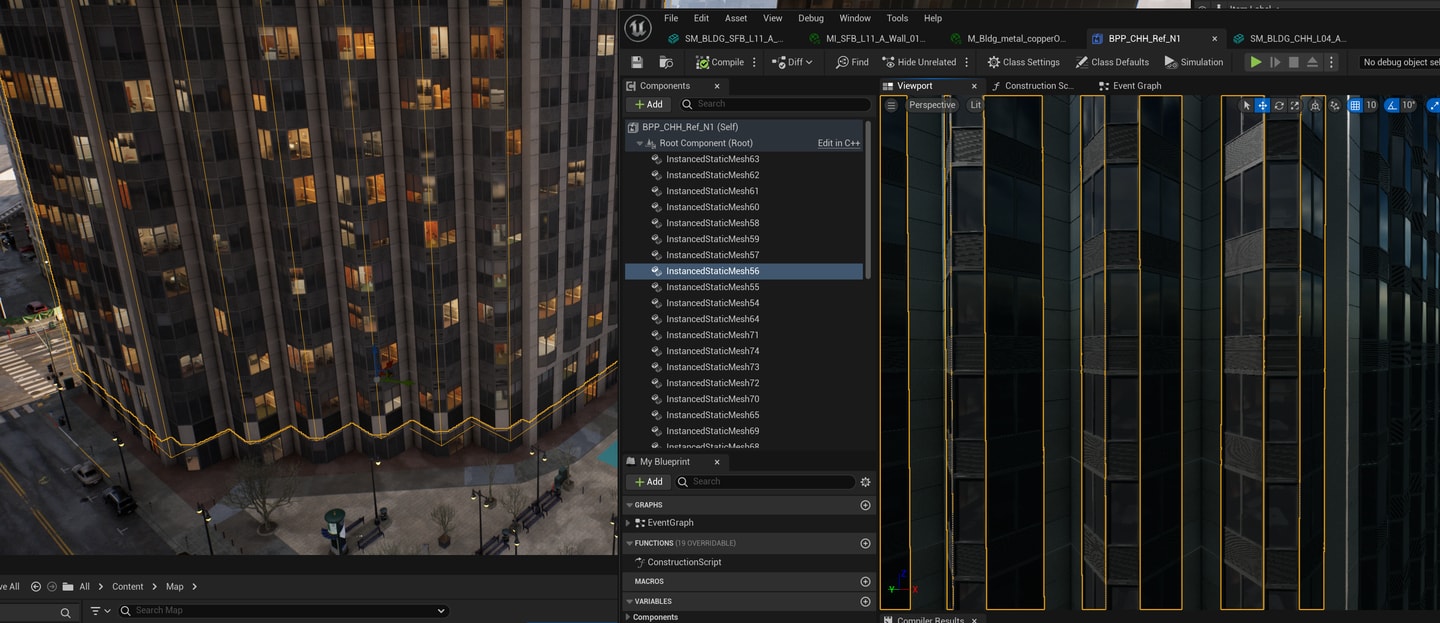 Item Label
File Edit Asset View Debug Window Tools Help
SM_BLDG_SFB_L11_A_... MI_SFB_L11_A_Wall_01... M_Bldg_metal_copperO... BPP_CHH_Ref_N1 SM_BLDG_CHH_L04_A...
Compile Diff Find Hide Unrelated Class Settings Class Defaults Simulation No debug object sel
Components
Add Search
BPP_CHH_Ref_N1 (Self)
Root Component (Root) Edit in C++
InstancedStaticMesh63
InstancedStaticMesh62
InstancedStaticMesh61
InstancedStaticMesh60
InstancedStaticMesh58
InstancedStaticMesh59
InstancedStaticMesh57
InstancedStaticMesh56
InstancedStaticMesh55
InstancedStaticMesh54
InstancedStaticMesh64
InstancedStaticMesh71
InstancedStaticMesh74
InstancedStaticMesh73
InstancedStaticMesh72
InstancedStaticMesh70
InstancedStaticMesh65
InstancedStaticMesh69
InstancedStaticMesh68
My Blueprint
Add Search
GRAPHS
EventGraph
FUNCTIONS (19 OVERRIDABLE)
ConstructionScript
MACROS
VARIABLES
Components
Viewport Construction Sc... Event Graph
Perspective Lit 10 10°
Z
Y X
Compiler Results
ve All All Content Map
Search Map